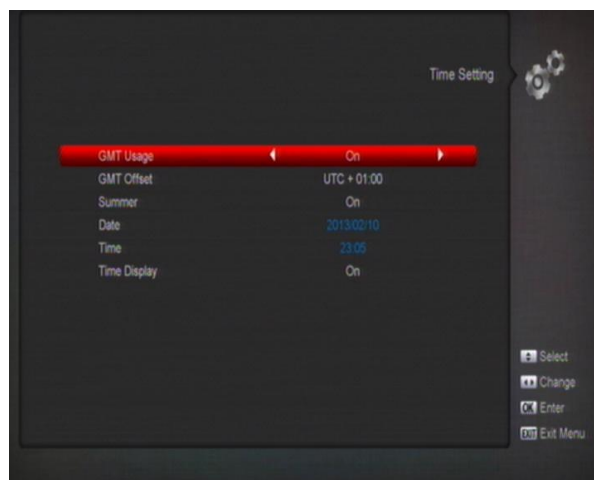 Time Setting
GMT Usage On
GMT Offset UTC + 01:00
Summer On
Date 2013/02/10
Time 23:05
Time Display On
Select
Change
OK Enter
EXIT Exit Menu